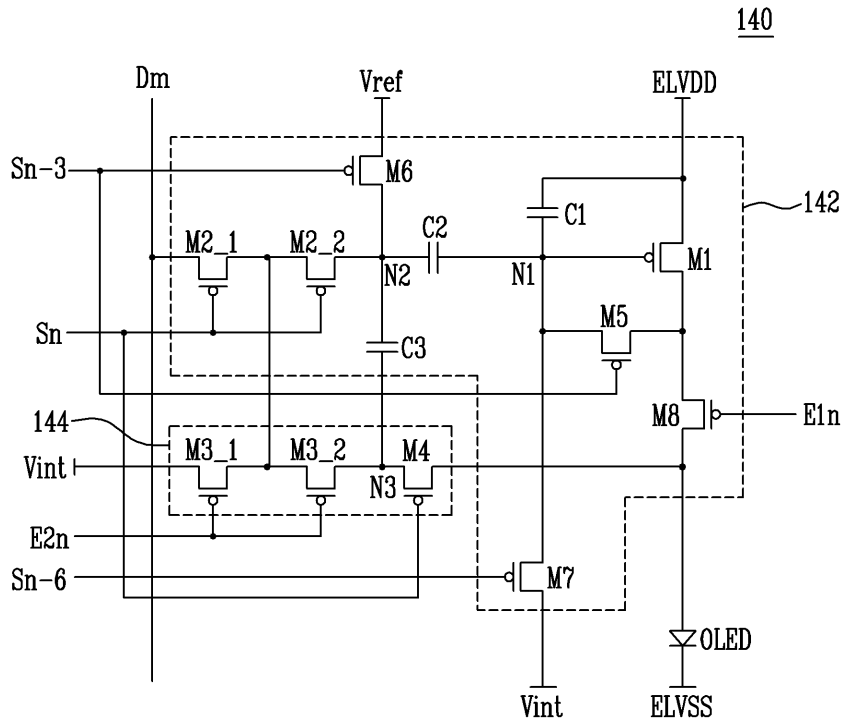 140
Dm
Vref
ELVDD
Sn-3
M6
C1
142
M2_1
M2_2
C2
N2
N1
M1
M5
Sn
C3
M8
E1n
144
M3_1
M3_2
M4
Vint
N3
E2n
Sn-6
M7
OLED
Vint
ELVSS